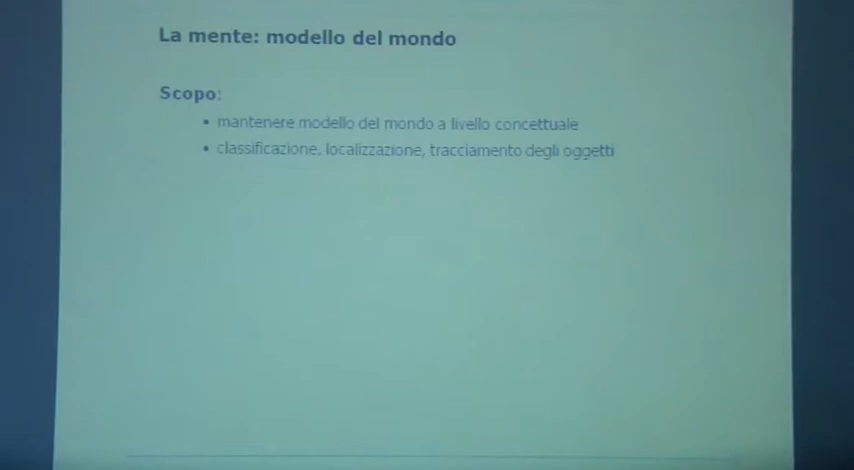 La mente: modello del mondo
Scopo:
• mantenere modello del mondo a livello concettuale
• classificazione, localizzazione, tracciamento degli oggetti